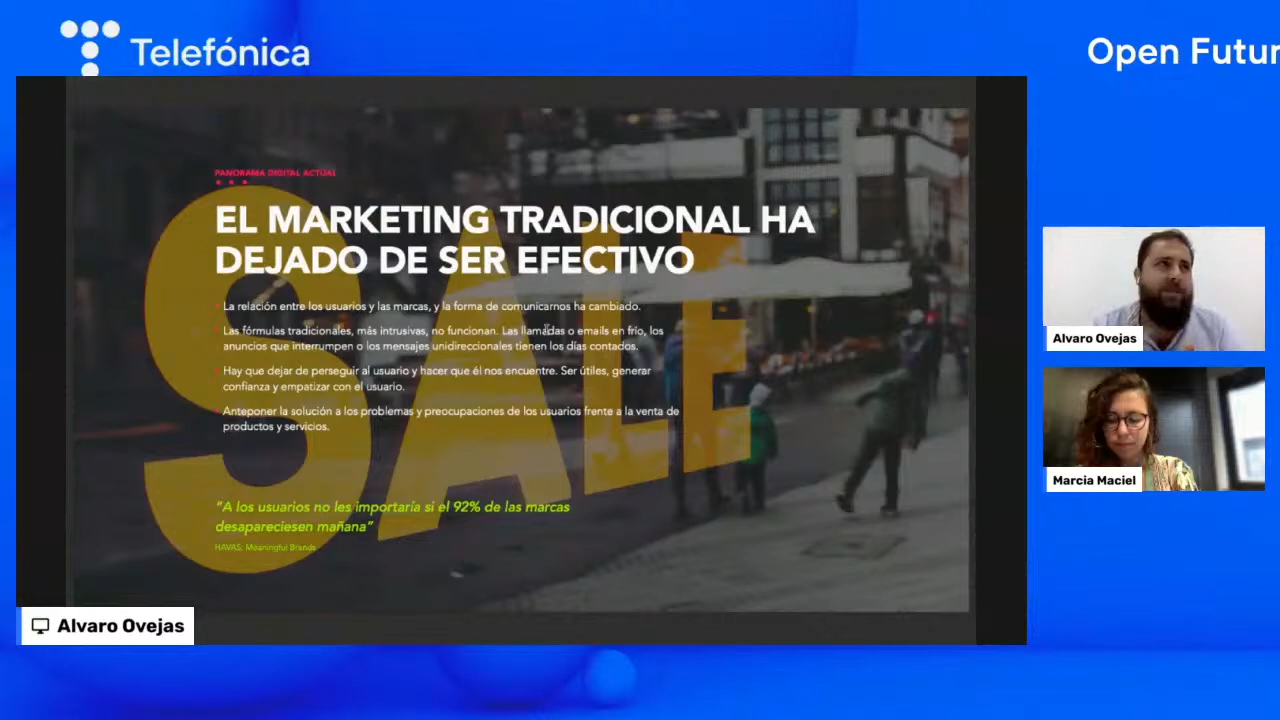 Telefónica
Open Futur
PANORAMA DIGITAL ACTUAL
SALE
EL MARKETING TRADICIONAL HA
DEJADO DE SER EFECTIVO
La relación entre los usuarios y las marcas, y la forma de comunicarnos ha cambiado.
Las fórmulas tradicionales, más intrusivas, no funcionan. Las llamadas o emails en frío, los
anuncios que interrumpen o los mensajes unidireccionales tienen los días contados.
Hay que dejar de perseguir al usuario y hacer que él nos encuentre. Ser útiles, generar
confianza y empatizar con el usuario.
Anteponer la solución a los problemas y preocupaciones de los usuarios frente a la venta de
productos y servicios.
"A los usuarios no les importaría si el 92% de las marcas
desapareciesen mañana"
HAVAS: Meaningful Brands
Alvaro Ovejas
Alvaro Ovejas
Marcia Maciel